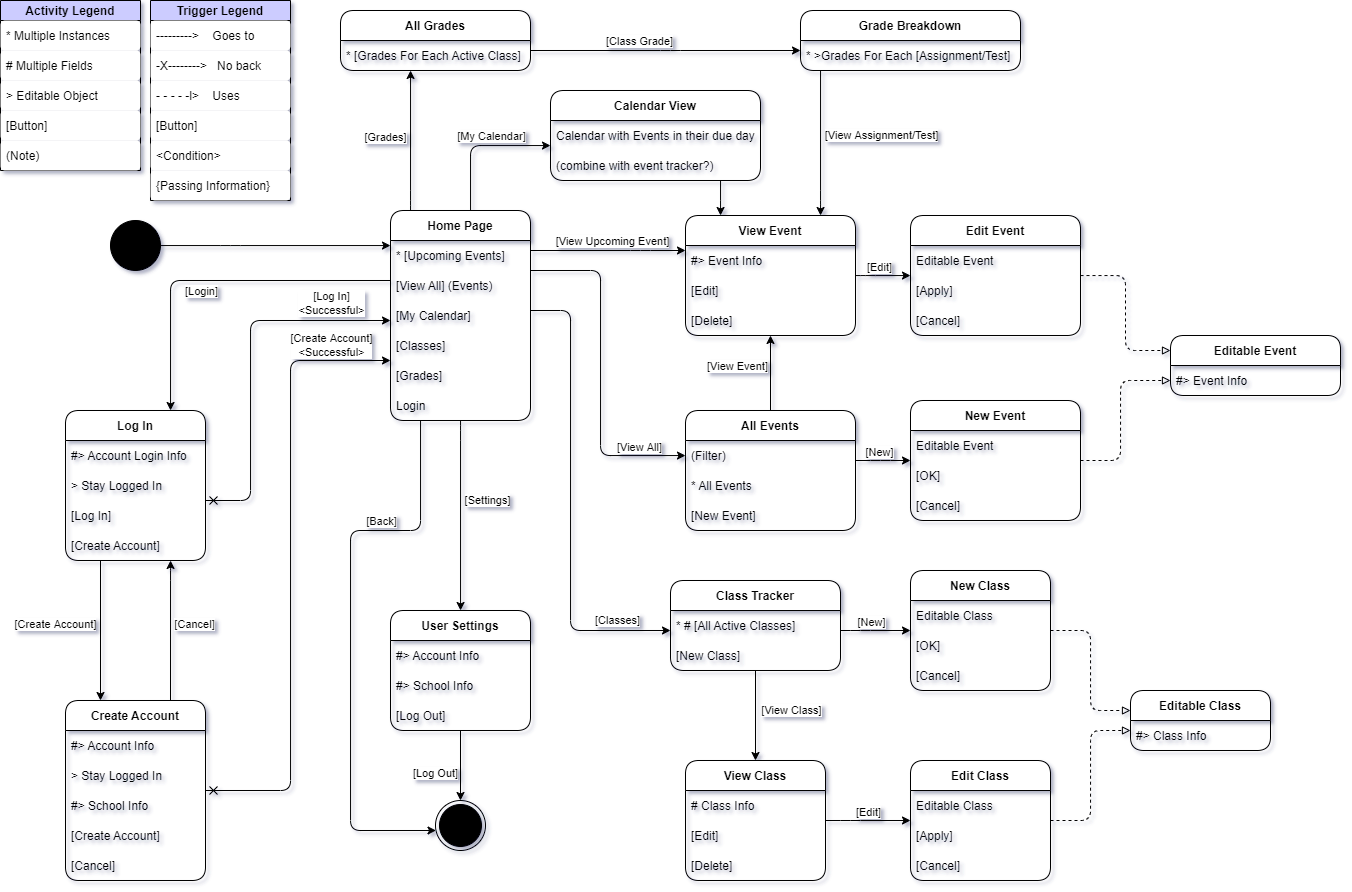 Activity Legend
* Multiple Instances
# Multiple Fields
> Editable Object
[Button]
(Note)
Trigger Legend
---------> Goes to
-X--------> No back
- - - - -I> Uses
[Button]
<Condition>
{Passing Information}
All Grades
* [Grades For Each Active Class]
[Class Grade]
Grade Breakdown
* >Grades For Each [Assignment/Test]
[Grades]
[My Calendar]
Calendar View
Calendar with Events in their due day
(combine with event tracker?)
[View Assignment/Test]
Home Page
* [Upcoming Events]
[View All] (Events)
[My Calendar]
[Classes]
[Grades]
Login
[View Upcoming Event]
View Event
#> Event Info
[Edit]
[Delete]
[Edit]
Edit Event
Editable Event
[Apply]
[Cancel]
[Login]
[Log In]
<Successful>
[Create Account]
<Successful>
Editable Event
#> Event Info
[View Event]
Log In
#> Account Login Info
> Stay Logged In
[Log In]
[Create Account]
[View All]
All Events
(Filter)
* All Events
[New Event]
[New]
New Event
Editable Event
[OK]
[Cancel]
[Back]
[Settings]
[Create Account]
[Cancel]
User Settings
#> Account Info
#> School Info
[Log Out]
[Classes]
Class Tracker
* # [All Active Classes]
[New Class]
[New]
New Class
Editable Class
[OK]
[Cancel]
Create Account
#> Account Info
> Stay Logged In
#> School Info
[Create Account]
[Cancel]
[Log Out]
[View Class]
Editable Class
#> Class Info
View Class
# Class Info
[Edit]
[Delete]
[Edit]
Edit Class
Editable Class
[Apply]
[Cancel]